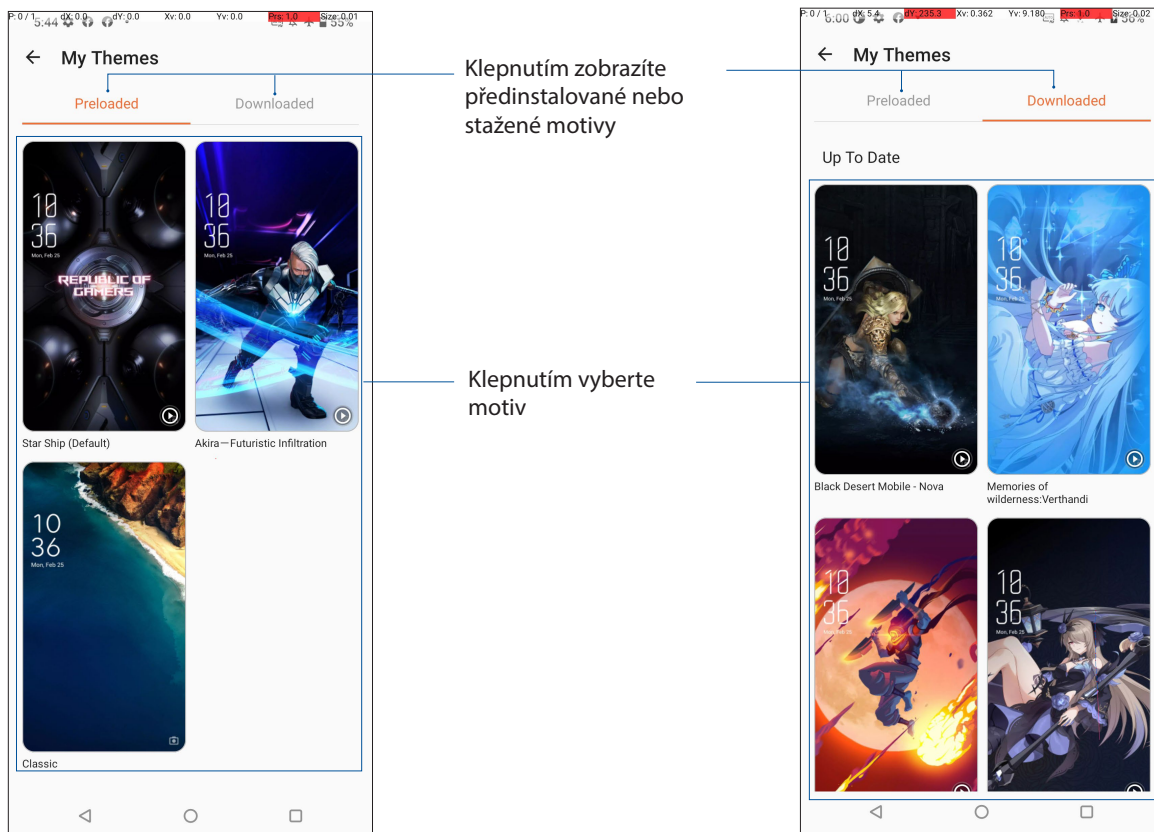 P: 0 / 1 dX: 0.0 dY: 0.0 Xv: 0.0 Yv: 0.0 Prs: 1.0 Size: 0.01
5:44 55%
My Themes
Preloaded Downloaded
10
36
Mon, Feb 25
REPUBLIC OF
GAMERS
10
36
Mon, Feb 25
Star Ship (Default) Akira—Futuristic Infiltration
10
36
Mon, Feb 25
Classic
Klepnutím zobrazíte
předinstalované nebo
stažené motivy
Klepnutím vyberte
motiv
P: 0 / 1 dX: 5.4 dY: 235.3 Xv: 0.362 Yv: 9.180 Prs: 1.0 Size: 0.02
6:00 56%
My Themes
Preloaded Downloaded
Up To Date
10
36
Mon, Feb 25
10
36
Mon, Feb 25
Black Desert Mobile - Nova Memories of
wilderness:Verthandi
10
36
Mon, Feb 25
10
36
Mon, Feb 25